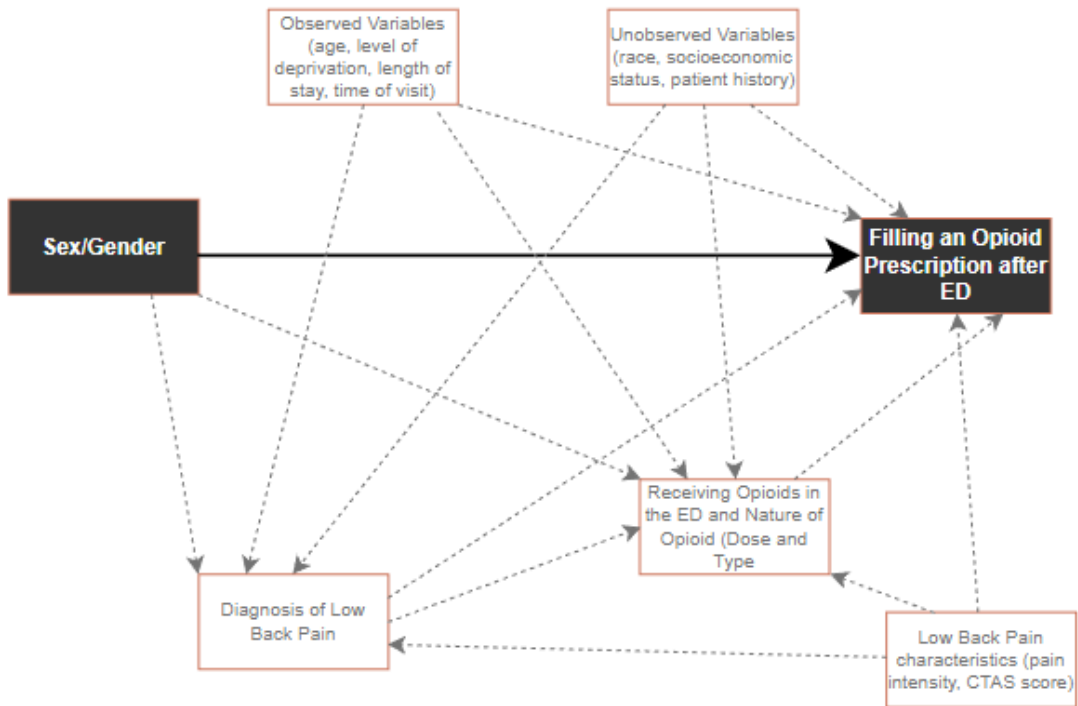 Observed Variables
(age, level of
deprivation, length of
stay, time of visit)
Unobserved Variables
(race, socioeconomic
status, patient history)
Sex/Gender
Filling an Opioid
Prescription after
ED
Receiving Opioids in
the ED and Nature of
Opioid (Dose and
Type
Diagnosis of Low
Back Pain
Low Back Pain
characteristics (pain
intensity, CTAS score)